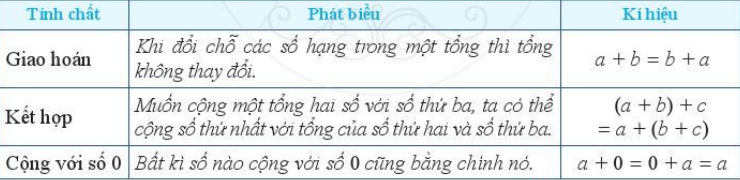 Tính chất Phát biểu Kí hiệu
Giao hoán
Khi đổi chỗ các số hạng trong một tổng thì tổng
không thay đổi.
a + b = b + a
Kết hợp
Muốn cộng một tổng hai số với số thứ ba, ta có thể
cộng số thứ nhất với tổng của số thứ hai và số thứ ba.
(a + b) + c
= a + (b + c)
Cộng với số 0 Bất kì số nào cộng với số 0 cũng bằng chính nó. a + 0 = 0 + a = a